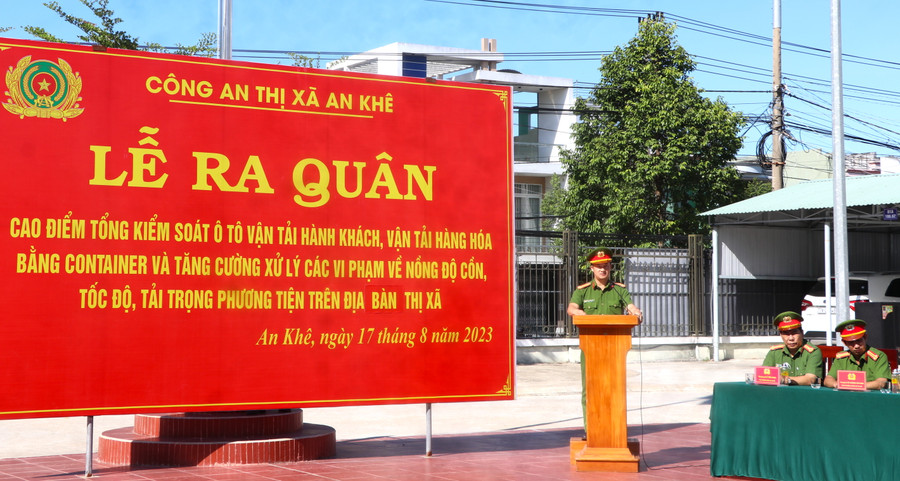 CÔNG AN THỊ XÃ AN KHÊ
LỄ RA QUÂN
CAO ĐIỂM TỔNG KIỂM SOÁT Ô TÔ VẬN TẢI HÀNH KHÁCH, VẬN TẢI HÀNG HÓA
BẰNG CONTAINER VÀ TĂNG CƯỜNG XỬ LÝ CÁC VI PHẠM VỀ NỒNG ĐỘ CỒN,
TỐC ĐỘ, TẢI TRỌNG PHƯƠNG TIỆN TRÊN ĐỊA BÀN THỊ XÃ
An Khê, ngày 17 tháng 8 năm 2023